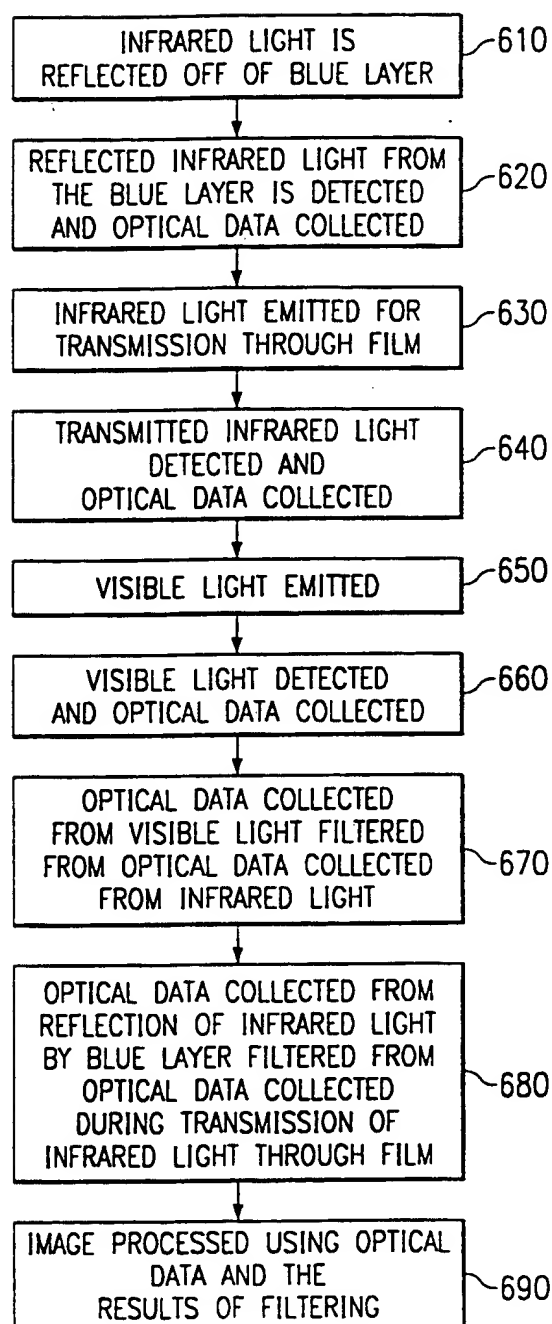 INFRARED LIGHT IS
REFLECTED OFF OF BLUE LAYER
610
REFLECTED INFRARED LIGHT FROM
THE BLUE LAYER IS DETECTED
AND OPTICAL DATA COLLECTED
620
INFRARED LIGHT EMITTED FOR
TRANSMISSION THROUGH FILM
630
TRANSMITTED INFRARED LIGHT
DETECTED AND
OPTICAL DATA COLLECTED
640
VISIBLE LIGHT EMITTED
650
VISIBLE LIGHT DETECTED
AND OPTICAL DATA COLLECTED
660
OPTICAL DATA COLLECTED
FROM VISIBLE LIGHT FILTERED
FROM OPTICAL DATA COLLECTED
FROM INFRARED LIGHT
670
OPTICAL DATA COLLECTED FROM
REFLECTION OF INFRARED LIGHT
BY BLUE LAYER FILTERED FROM
OPTICAL DATA COLLECTED
DURING TRANSMISSION OF
INFRARED LIGHT THROUGH FILM
680
IMAGE PROCESSED USING OPTICAL
DATA AND THE
RESULTS OF FILTERING
690